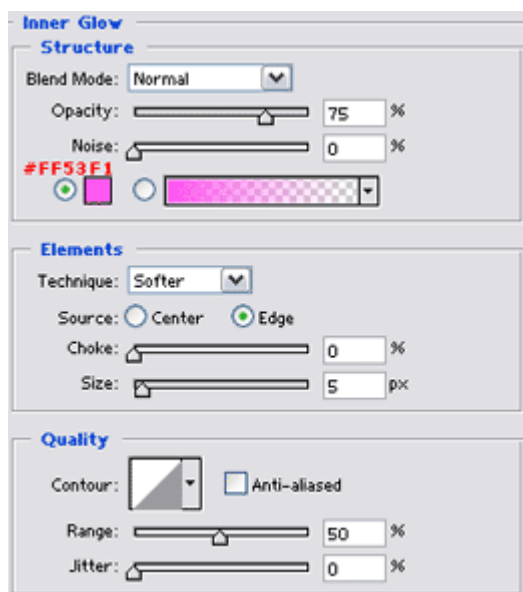 Inner Glow
Structure
Blend Mode: Normal
Opacity: 75 %
Noise: 0 %
#FF53F1
Elements
Technique: Softer
Source: Center Edge
Choke: 0 %
Size: 5 px
Quality
Contour: Anti-aliased
Range: 50 %
Jitter: 0 %